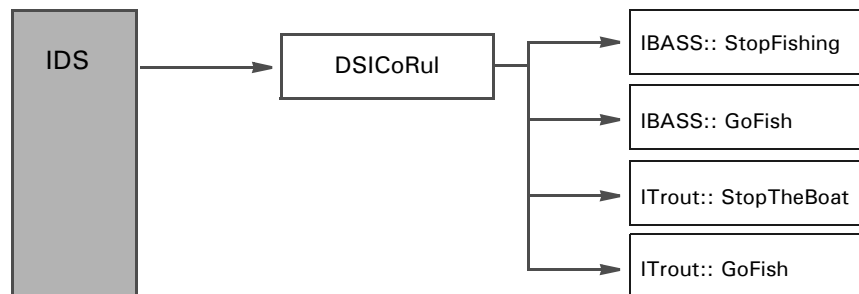 IDS
DSICoRul
IBASS:: StopFishing
IBASS:: GoFish
ITrout:: StopTheBoat
ITrout:: GoFish